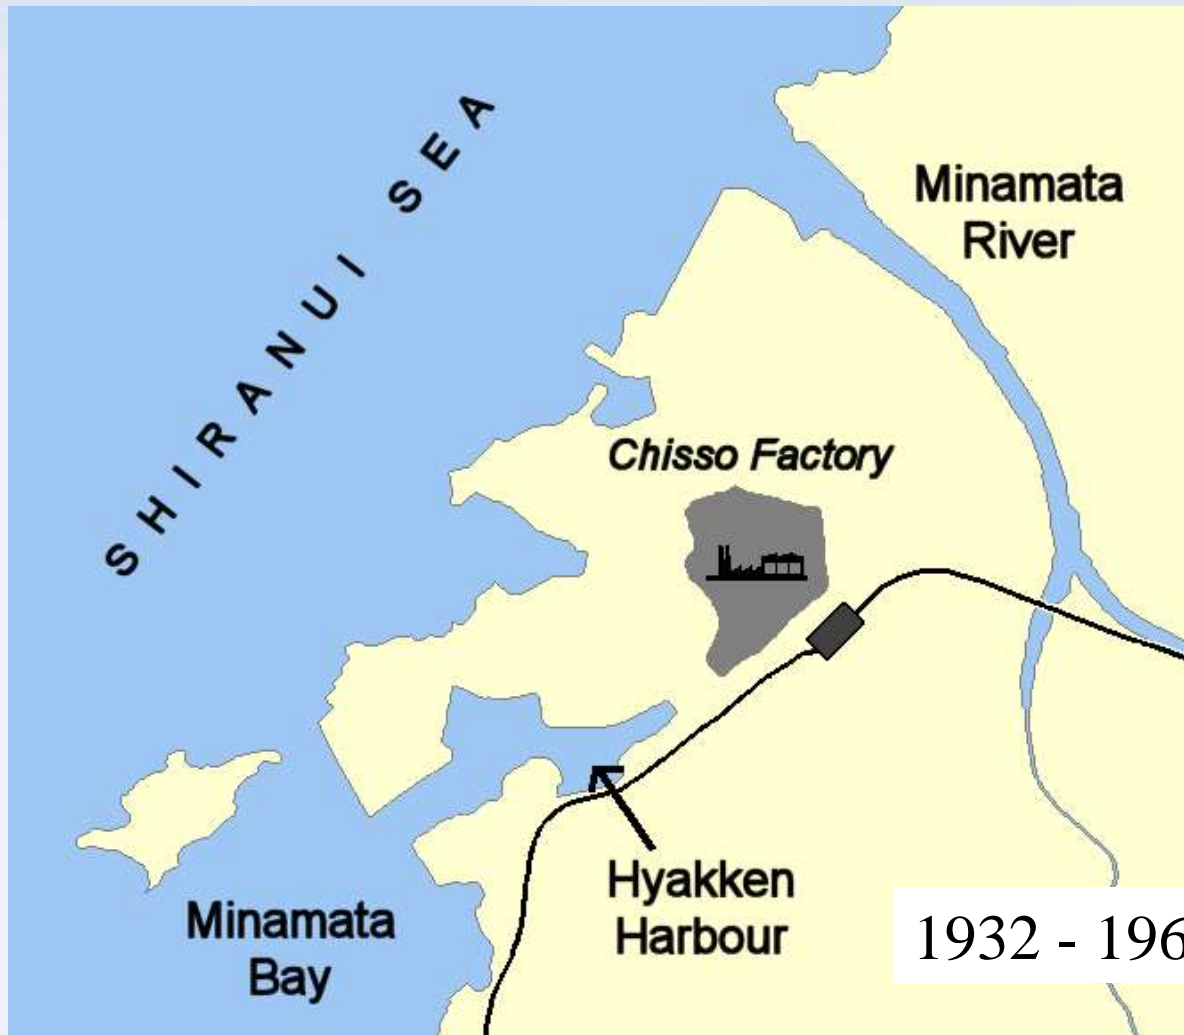 SHIRANUI SEA
Minamata
River
Chisso Factory
Hyakken
Harbour
Minamata
Bay
1932 - 196